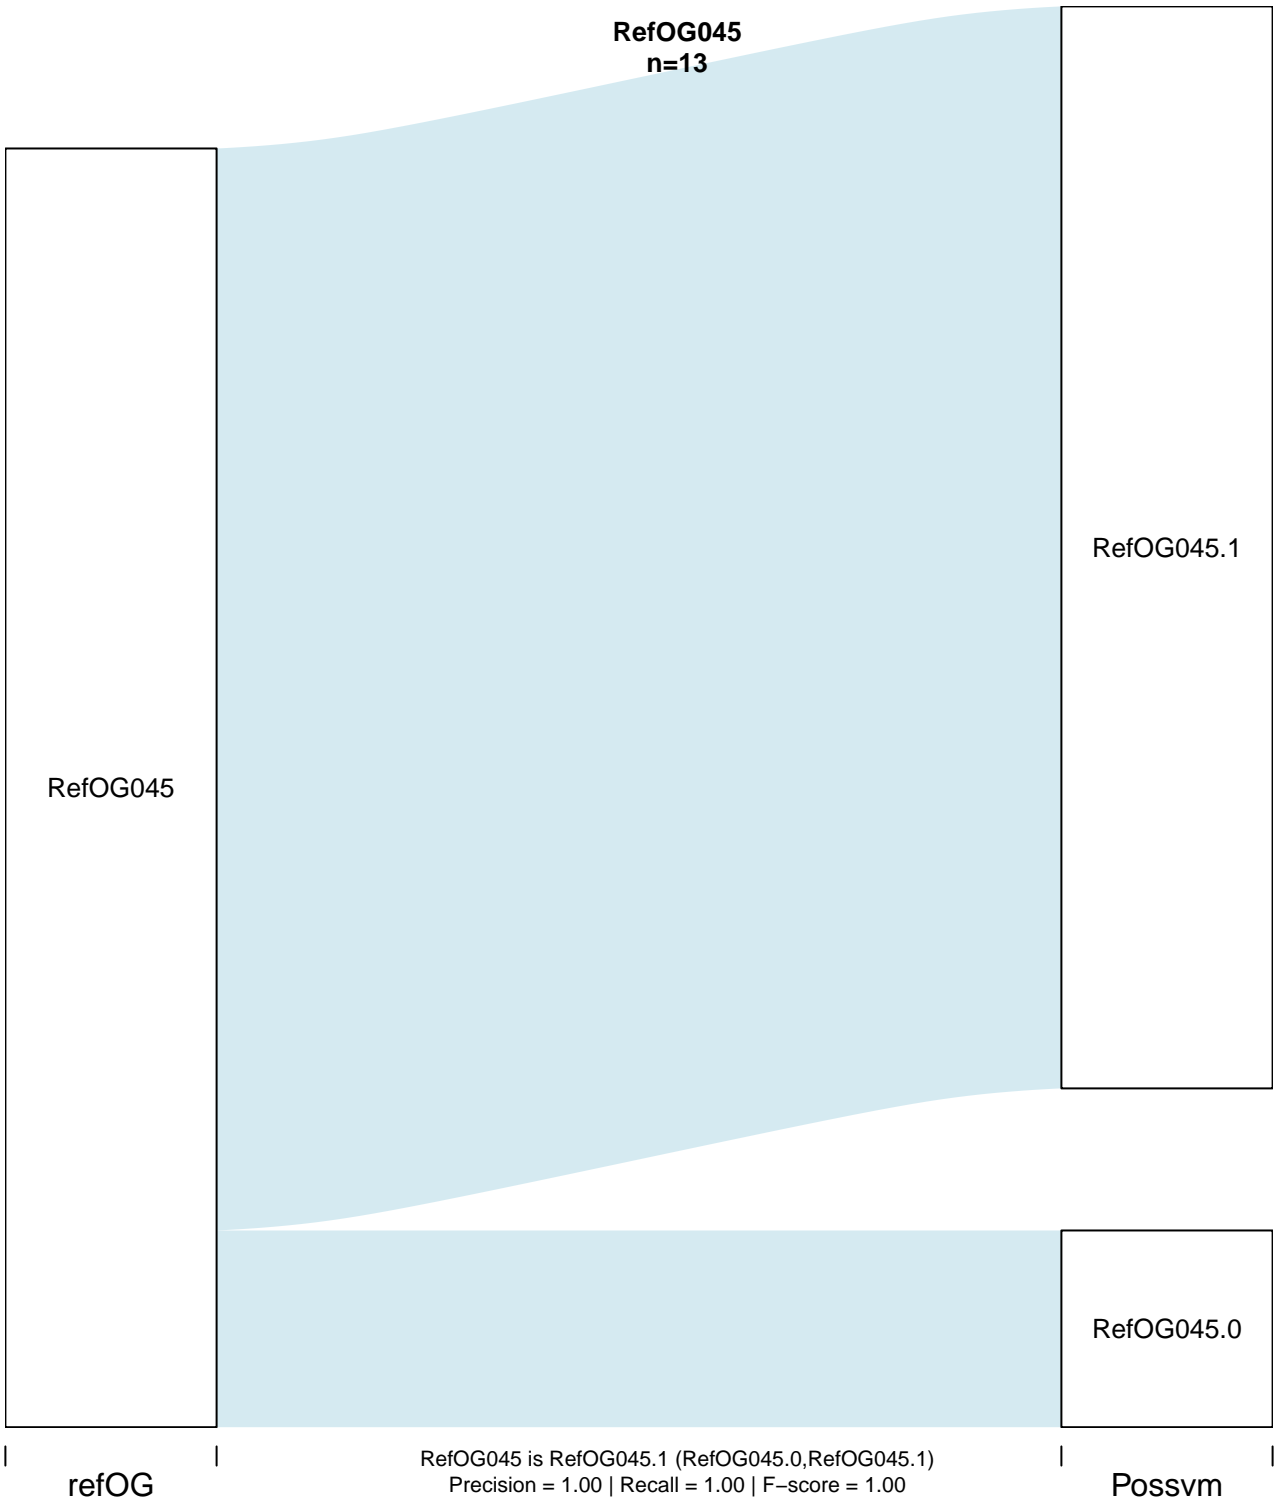 RefOG045
n=13
RefOG045.1
RefOG045
RefOG045.0
RefOG045 is RefOG045.1 (RefOG045.0,RefOG045.1)
Precision = 1.00 | Recall = 1.00 | F−score = 1.00
refOG
Possvm